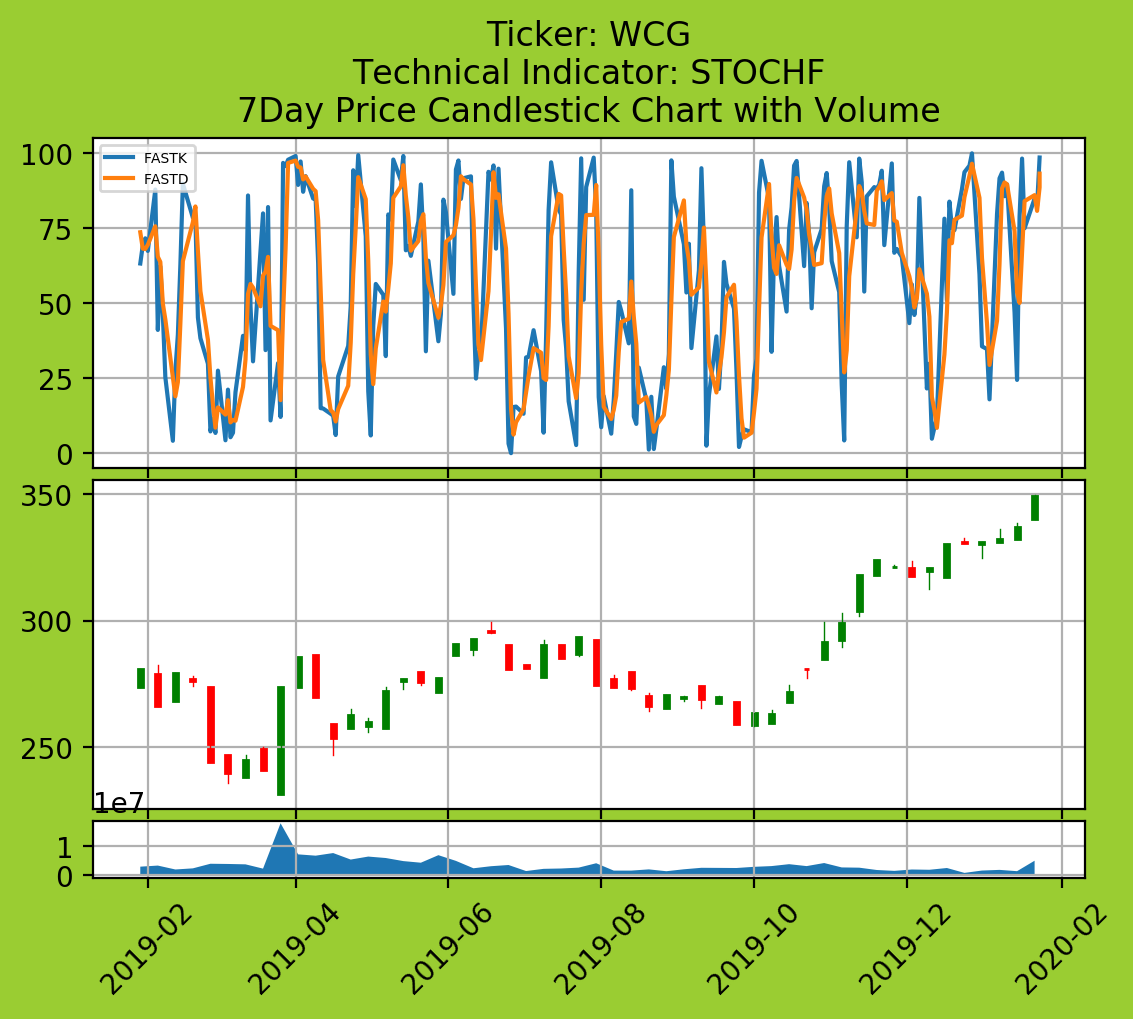 Ticker: WCG
Technical Indicator: STOCHF
7Day Price Candlestick Chart with Volume
100
75
50
25
0
FASTK
FASTD
350
300
250
1e7
1
0
2019-02
2019-04
2019-06
2019-08
2019-10
2019-12
2020-02